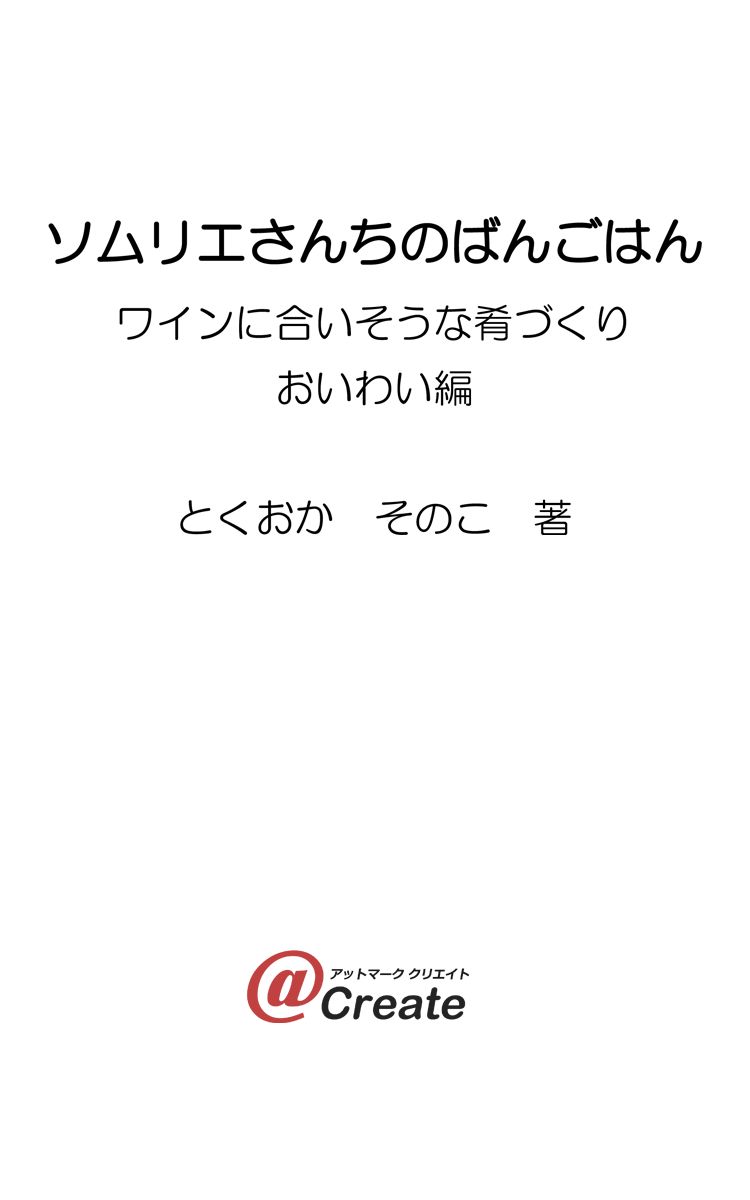 ソムリエさんちのばんごはん
ワインに合いそうな肴づくり
おいわい編
とくおか　そのこ　著
アットマーク クリエイト
@Create